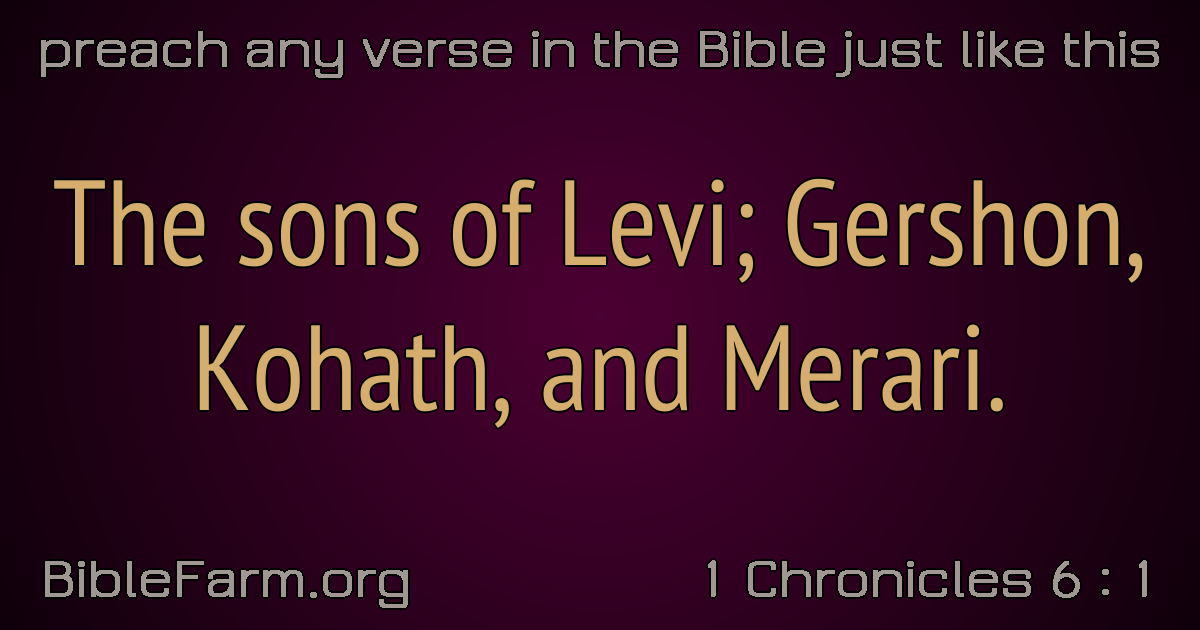 preach any verse in the Bible just like this
The sons of Levi; Gershon,
Kohath, and Merari.
BibleFarm.org
1 Chronicles 6 : 1